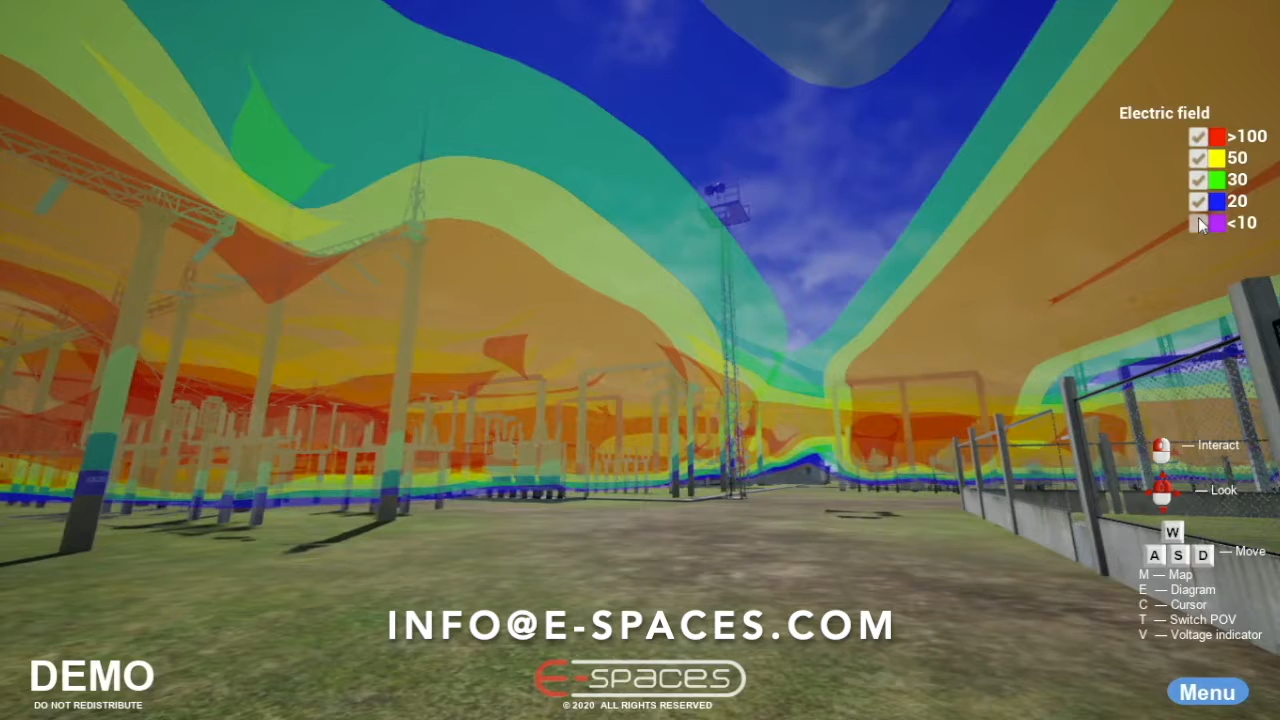 Electric field
>100
50
30
20
<10
— Interact
— Look
W
A S D — Move
M — Map
E — Diagram
C — Cursor
T — Switch POV
V — Voltage indicator
INFO@E-SPACES.COM
DEMO
DO NOT REDISTRIBUTE
E-spaces
© 2020 ALL RIGHTS RESERVED
Menu